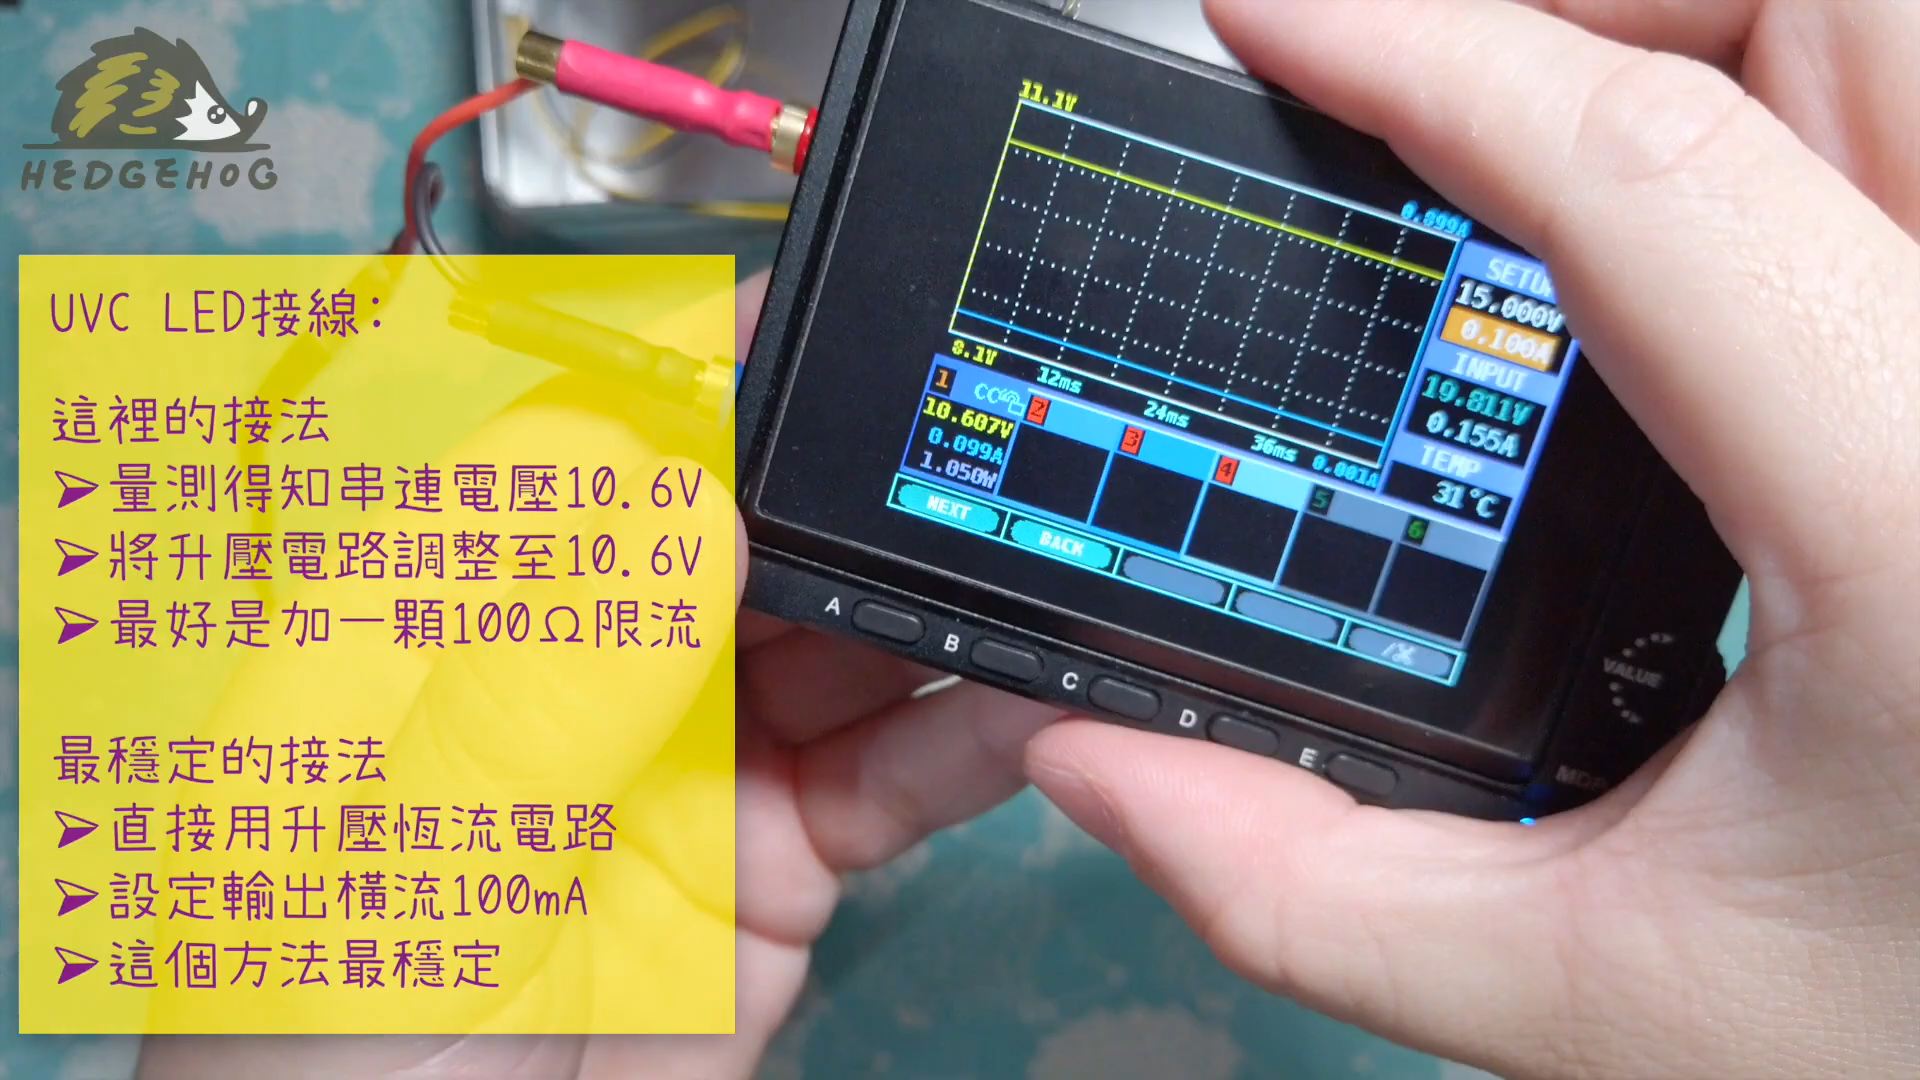 HEDGEHOG
UVC LED接線:
這裡的接法
➢量測得知串連電壓10.6V
➢將升壓電路調整至10.6V
➢最好是加一顆100Ω限流
最穩定的接法
➢直接用升壓恆流電路
➢設定輸出橫流100mA
➢這個方法最穩定
11.1V
0.099A
8.1V
12ms
24ms
36ms
0.001A
15.000V
0.100A
INPUT
19.811V
0.155A
TEMP
31°C
1
CC
2
3
4
5
6
10.607V
0.099A
1.050W
NEXT
BACK
A
B
C
D
E
VALUE